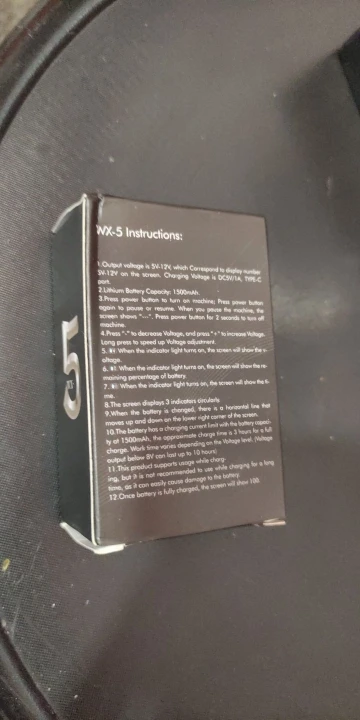 WX-5 Instructions:
1.Output voltage is 5V-12V, which Correspond to display number
5V-12V on the screen. Charging Voltage is DC5V/1A, TYPE-C
port.
2.Lithium Battery Capacity: 1500mAh.
3.Press power button to turn on machine; Press power button
again to pause or resume. When you pause the machine, the
screen shows "---". Press power button for 2 seconds to turn off
machine.
4.Press "-" to decrease Voltage, and press "+" to increase Voltage.
Long press to speed up Voltage adjustment.
5. When the indicator light turns on, the screen will show the v-
oltage.
6. When the indicator light turns on, the screen will show the re-
maining percentage of battery.
7. When the indicator light turns on, the screen will show the ti-
me.
8.The screen displays 3 indicators circularly.
9.When the battery is changed, there is a horizontal line that
moves up and down on the lower right corner of the screen.
10.The battery has a charging current limit with the battery capaci-
ty at 1500mAh, the approximate charge time is 3 hours for a full
charge. Work time varies depending on the Voltage level. (Voltage
output below 8V can last up to 10 hours)
11.This product supports usage while charg-
ing, but it is not recommended to use while charging for a long
time, as it can easily cause damage to the battery.
12.Once battery is fully charged, the screen will show 100.
5